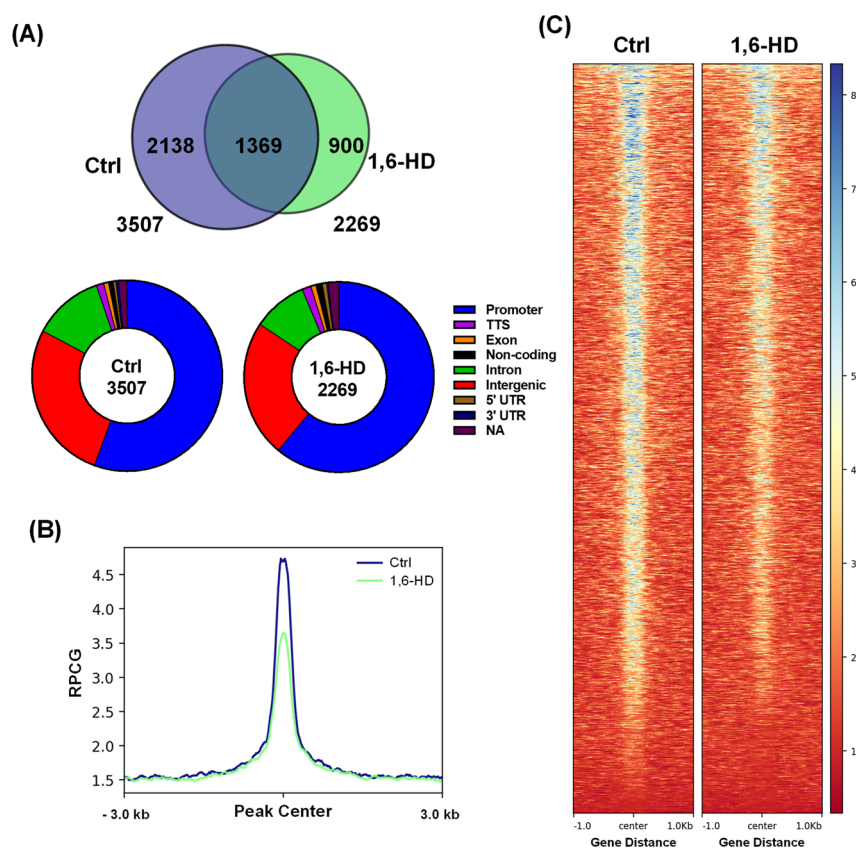 (A)
2138 1369 900
Ctrl 1,6-HD
3507 2269
Ctrl
3507
1,6-HD
2269
Promoter
TTS
Exon
Non-coding
Intron
Intergenic
5' UTR
3' UTR
NA
(B)
Ctrl
1,6-HD
4.5
4.0
3.5
3.0
2.5
2.0
1.5
RPCG
- 3.0 kb Peak Center 3.0 kb
(C)
Ctrl 1,6-HD
8
7
6
5
4
3
2
1
-1.0 center 1.0Kb -1.0 center 1.0Kb
Gene Distance Gene Distance